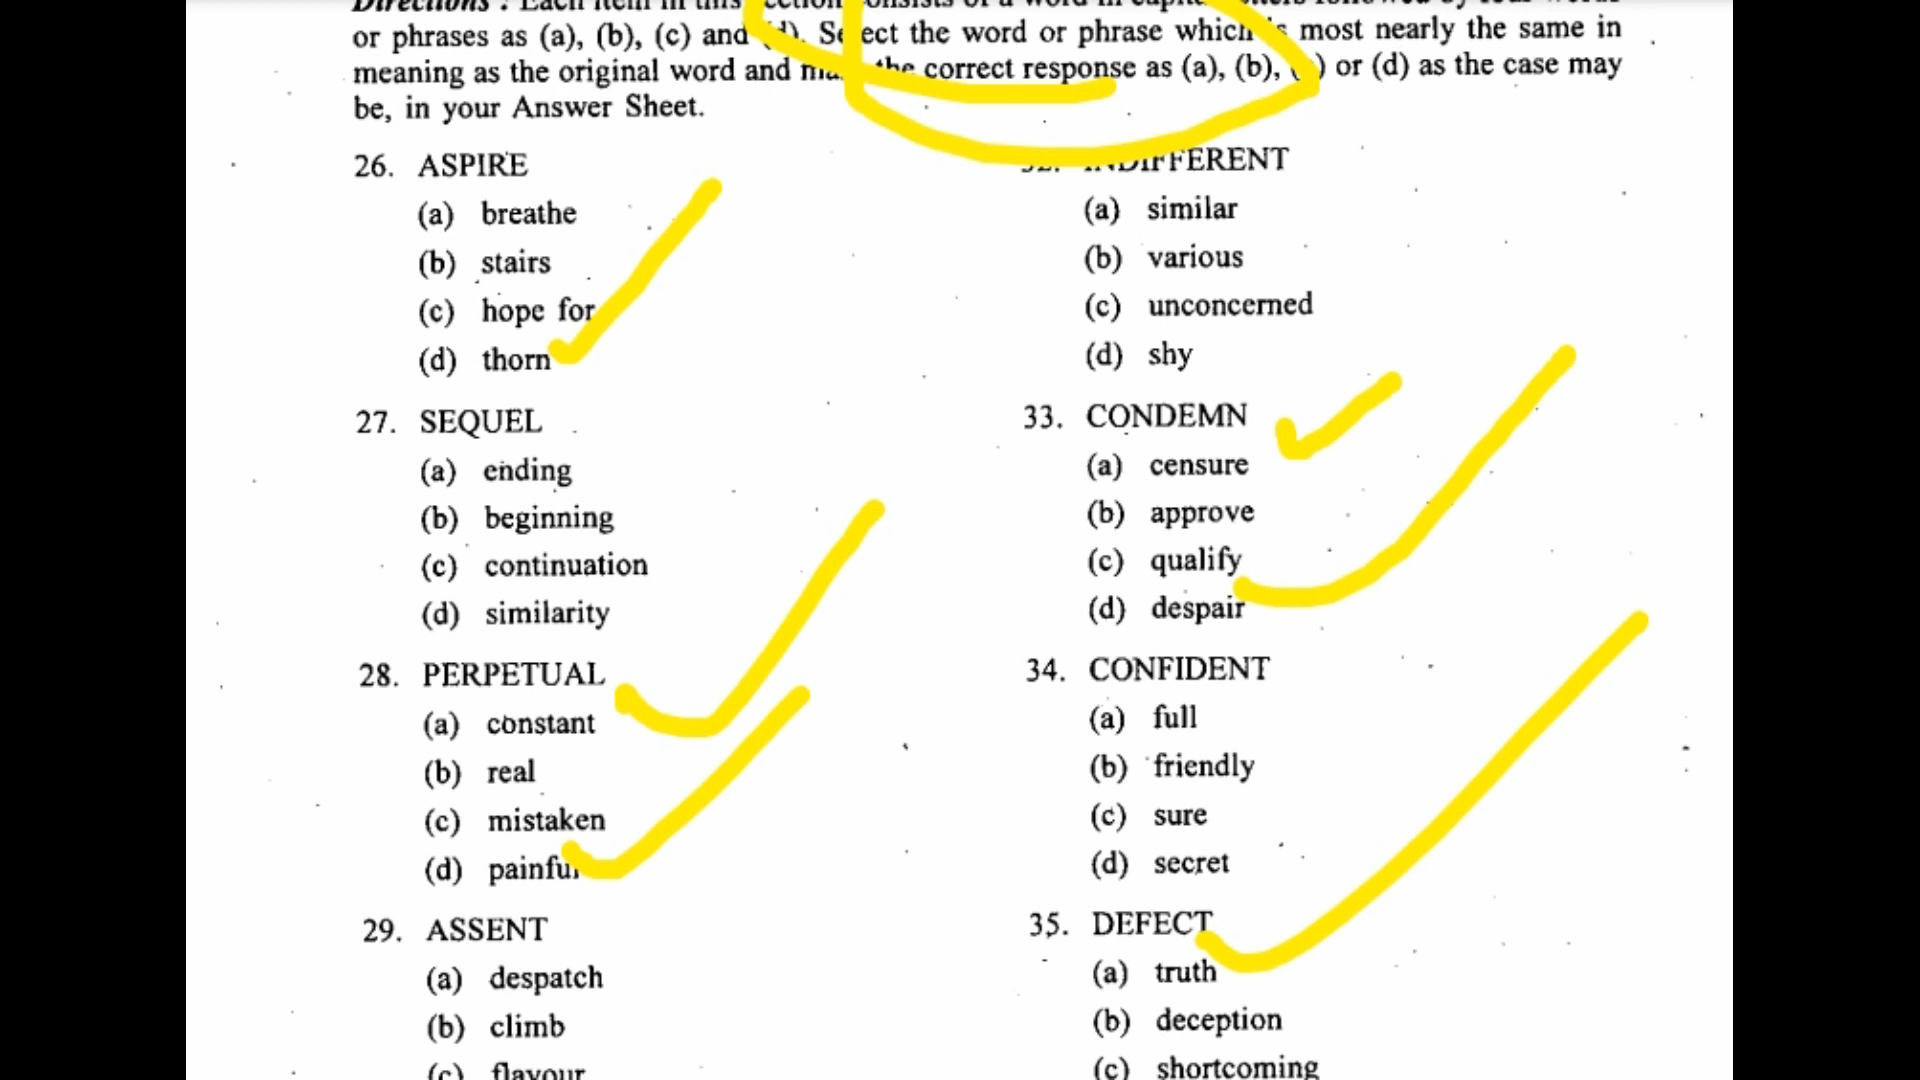 or phrases as (a), (b), (c) and (d). Select the word or phrase which is most nearly the same in
meaning as the original word and the correct response as (a), (b), or (d) as the case may
be, in your Answer Sheet.
26. ASPIRE
(a) breathe
(b) stairs
(c) hope for
(d) thorn
27. SEQUEL
(a) ending
(b) beginning
(c) continuation
(d) similarity
28. PERPETUAL
(a) constant
(b) real
(c) mistaken
(d) painful
29. ASSENT
(a) despatch
(b) climb
(c) flavour
INDIFFERENT
(a) similar
(b) various
(c) unconcerned
(d) shy
33. CONDEMN
(a) censure
(b) approve
(c) qualify
(d) despair
34. CONFIDENT
(a) full
(b) friendly
(c) sure
(d) secret
35. DEFECT
(a) truth
(b) deception
(c) shortcoming